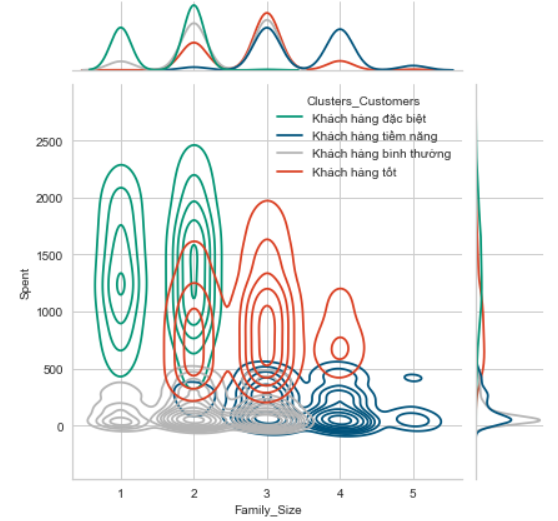 Clusters_Customers
Khách hàng đặc biệt
Khách hàng tiềm năng
Khách hàng bình thường
Khách hàng tốt
2500
2000
1500
1000
500
0
Spent
1 2 3 4 5
Family_Size